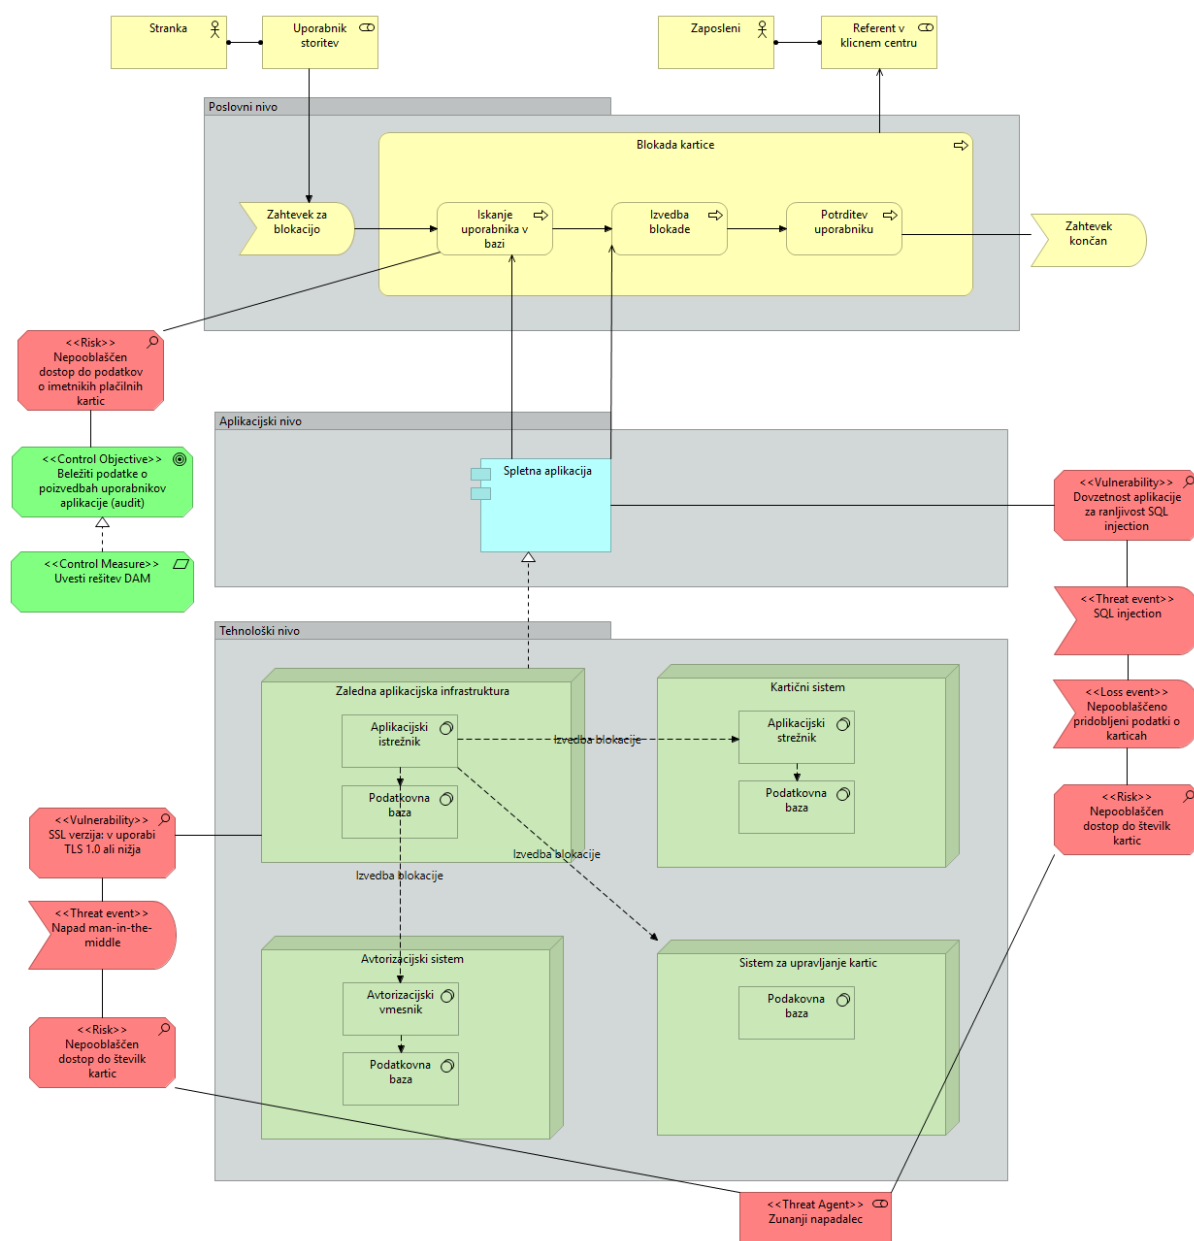 Stranka
Uporabnik
storitev
Zaposleni
Referent v
klicnem centru
Poslovni nivo
Blokada kartice
Zahtevek za
blokacijo
Iskanje
uporabnika v
bazi
Izvedba
blokade
Potrditev
uporabniku
Zahtevek
končan
<<Risk>>
Nepooblaščen
dostop do podatkov
o imetnikih plačilnih
kartic
<<Control Objective>>
Beležiti podatke o
poizvedbah uporabnikov
aplikacije (audit)
<<Control Measure>>
Uvesti rešitev DAM
Aplikacijski nivo
Spletna aplikacija
<<Vulnerability>>
Dovzetnost aplikacije
za ranljivost SQL
injection
<<Threat event>>
SQL injection
<<Loss event>>
Nepooblaščeno
pridobljeni podatki o
karticah
<<Risk>>
Nepooblaščen
dostop do številk
kartic
Tehnološki nivo
Zaledna aplikacijska infrastruktura
Aplikacijski
istrežnik
Podatkovna
baza
Izvedba blokacije
Izvedba blokacije
Izvedba blokacije
Kartični sistem
Aplikacijski
strežnik
Podatkovna
baza
<<Vulnerability>>
SSL verzija: v uporabi
TLS 1.0 ali nižja
<<Threat event>>
Napad man-in-the-
middle
<<Risk>>
Nepooblaščen
dostop do številk
kartic
Avtorizacijski sistem
Avtorizacijski
vmesnik
Podatkovna
baza
Sistem za upravljanje kartic
Podakovna
baza
<<Threat Agent>>
Zunanji napadalec